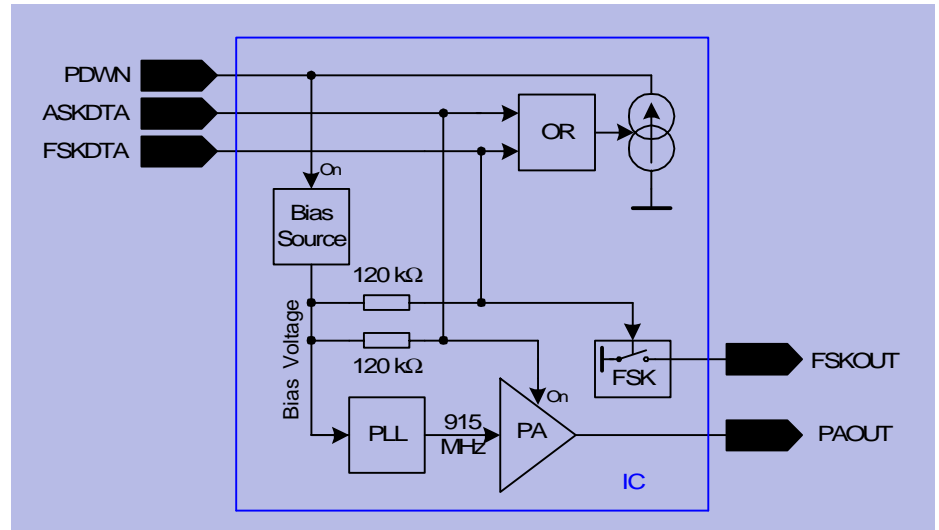 PDWN
ASKDTA
FSKDTA
OR
On
Bias
Source
120 kΩ
120 kΩ
Bias Voltage
FSK
FSKOUT
On
PLL
915
MHz
PA
PAOUT
IC